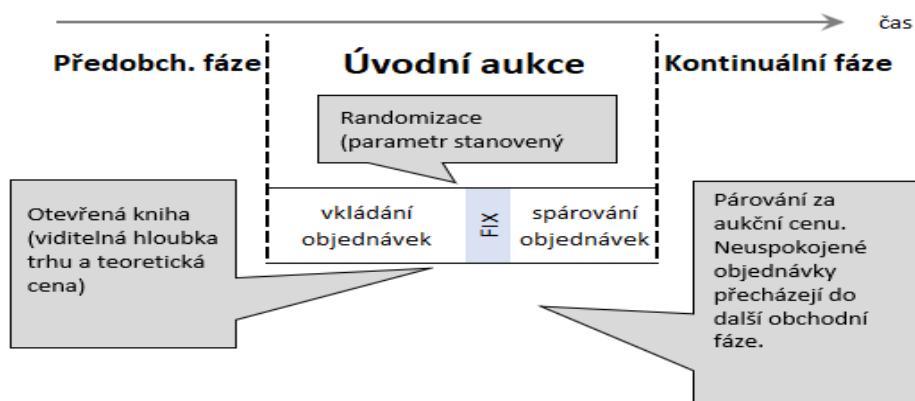 čas
Předobch. fáze
Úvodní aukce
Kontinuální fáze
Randomizace
(parametr stanovený
Otevřená kniha
(viditelná hloubka
trhu a teoretická
cena)
vkládání
objednávek
FIX
spárování
objednávek
Párování za
aukční cenu.
Neuspokojené
objednávky
přecházejí do
další obchodní
fáze.